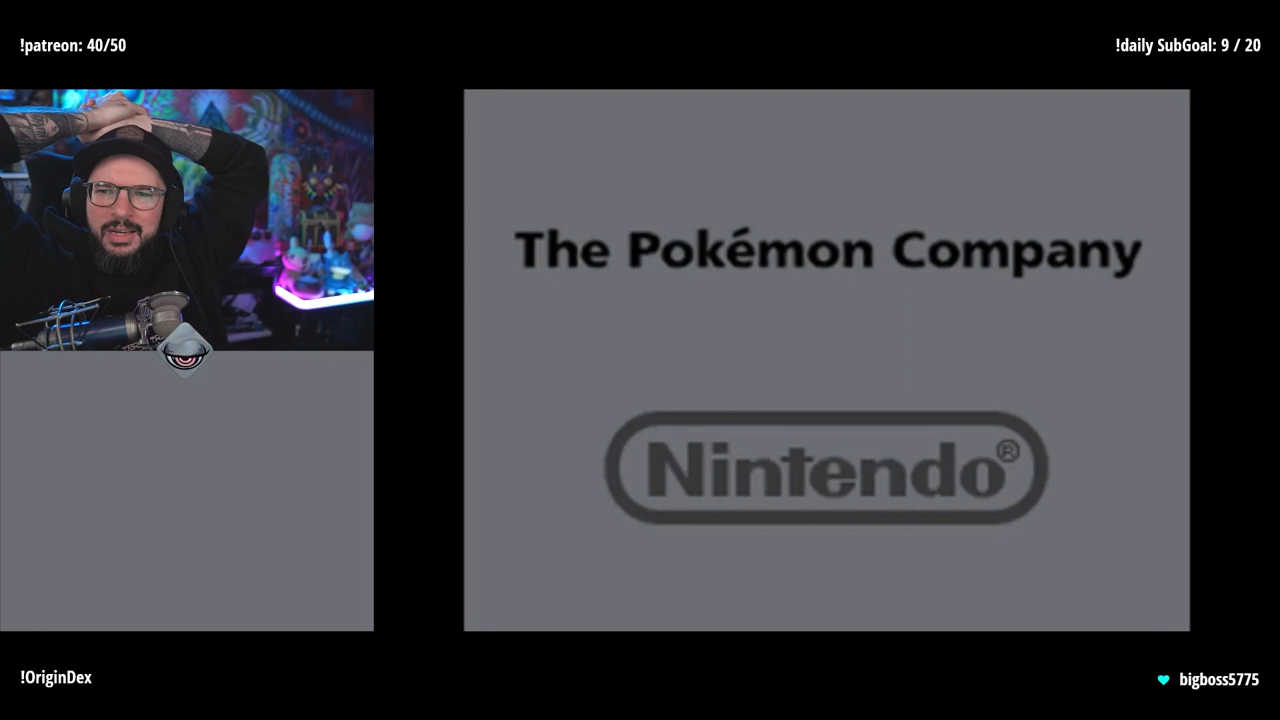 !patreon: 40/50
!daily SubGoal: 9 / 20
The Pokémon Company
Nintendo®
!OriginDex
bigboss5775